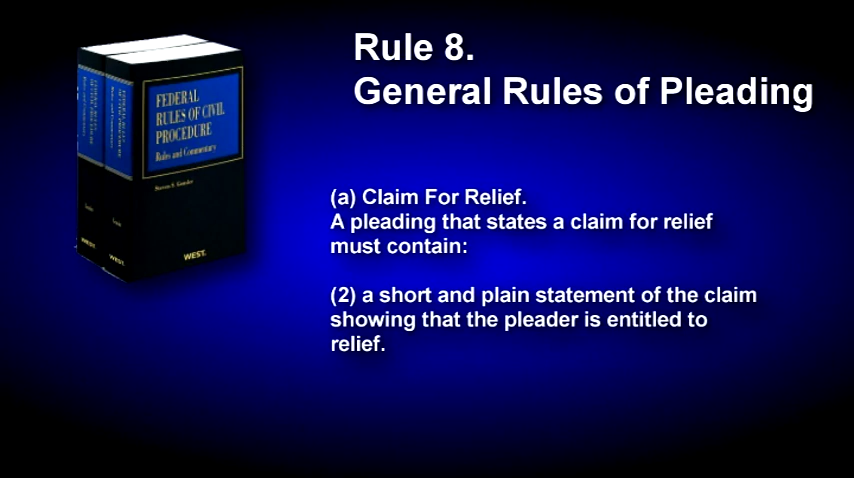 Rule 8.
General Rules of Pleading
FEDERAL
RULES OF CIVIL
PROCEDURE
Rules and Commentary
WEST.
WEST.
WEST.
(a) Claim For Relief.
A pleading that states a claim for relief
must contain:
(2) a short and plain statement of the claim
showing that the pleader is entitled to
relief.